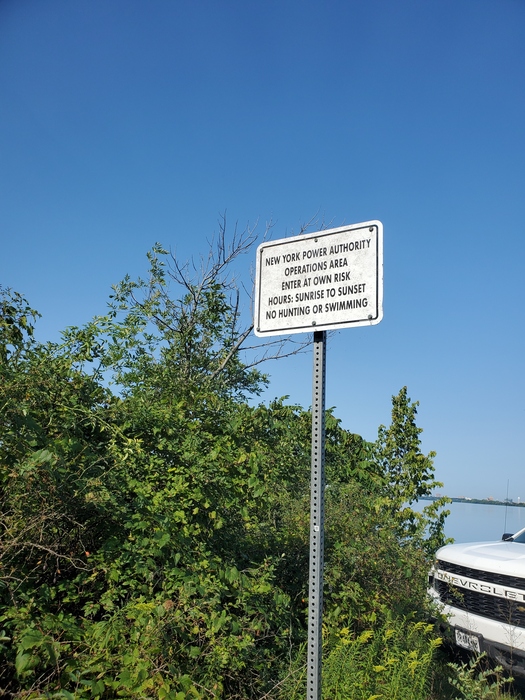 NEW YORK POWER AUTHORITY
OPERATIONS AREA
ENTER AT OWN RISK
HOURS: SUNRISE TO SUNSET
NO HUNTING OR SWIMMING
CHEVROLET